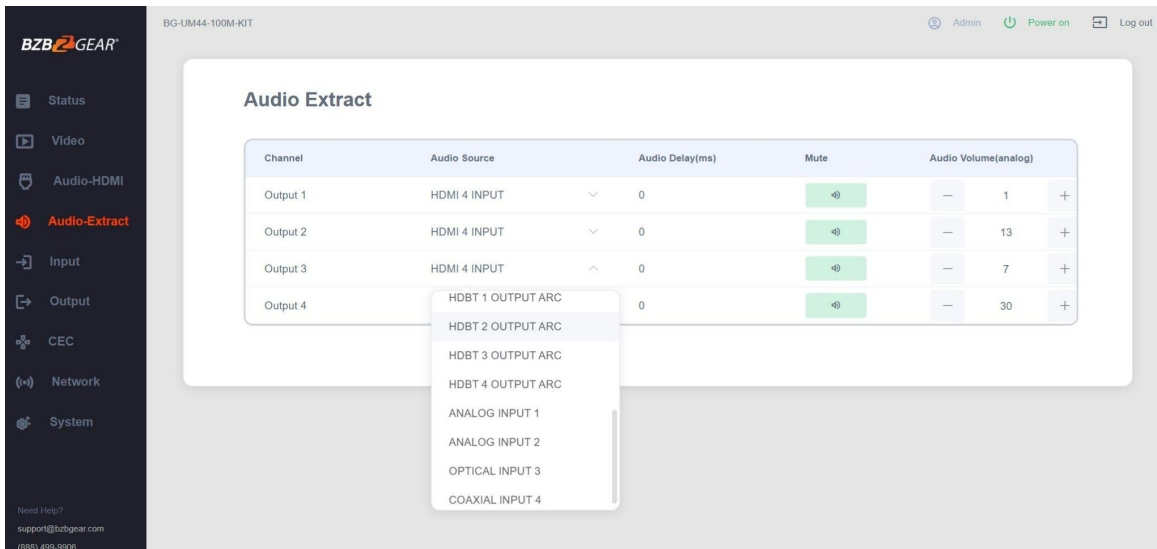 BG-UM44-100M-KIT
Admin
Power on
Log out
BZBGEAR®
Status
Video
Audio-HDMI
Audio-Extract
Input
Output
CEC
Network
System
Need Help?
support@bzbgear.com
(888) 499-9906
Audio Extract
Channel Audio Source Audio Delay(ms) Mute Audio Volume(analog)
Output 1 HDMI 4 INPUT 0 — 1 +
Output 2 HDMI 4 INPUT 0 — 13 +
Output 3 HDMI 4 INPUT 0 — 7 +
Output 4 0 — 30 +
HDBT 1 OUTPUT ARC
HDBT 2 OUTPUT ARC
HDBT 3 OUTPUT ARC
HDBT 4 OUTPUT ARC
ANALOG INPUT 1
ANALOG INPUT 2
OPTICAL INPUT 3
COAXIAL INPUT 4